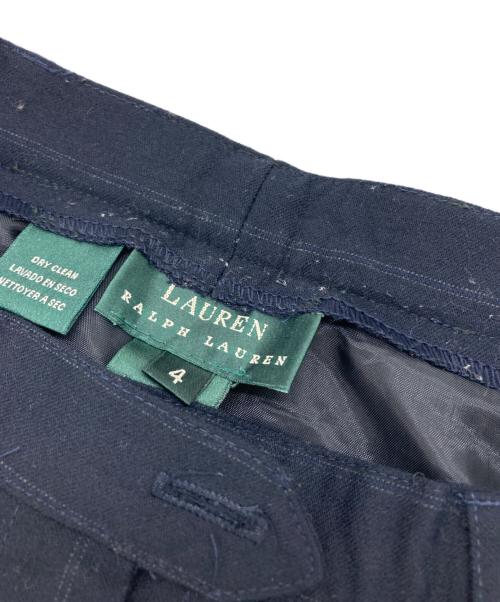 DRY CLEAN
LAVADO EN SECO
NETTOYER À SEC
LAUREN
RALPH LAUREN
4